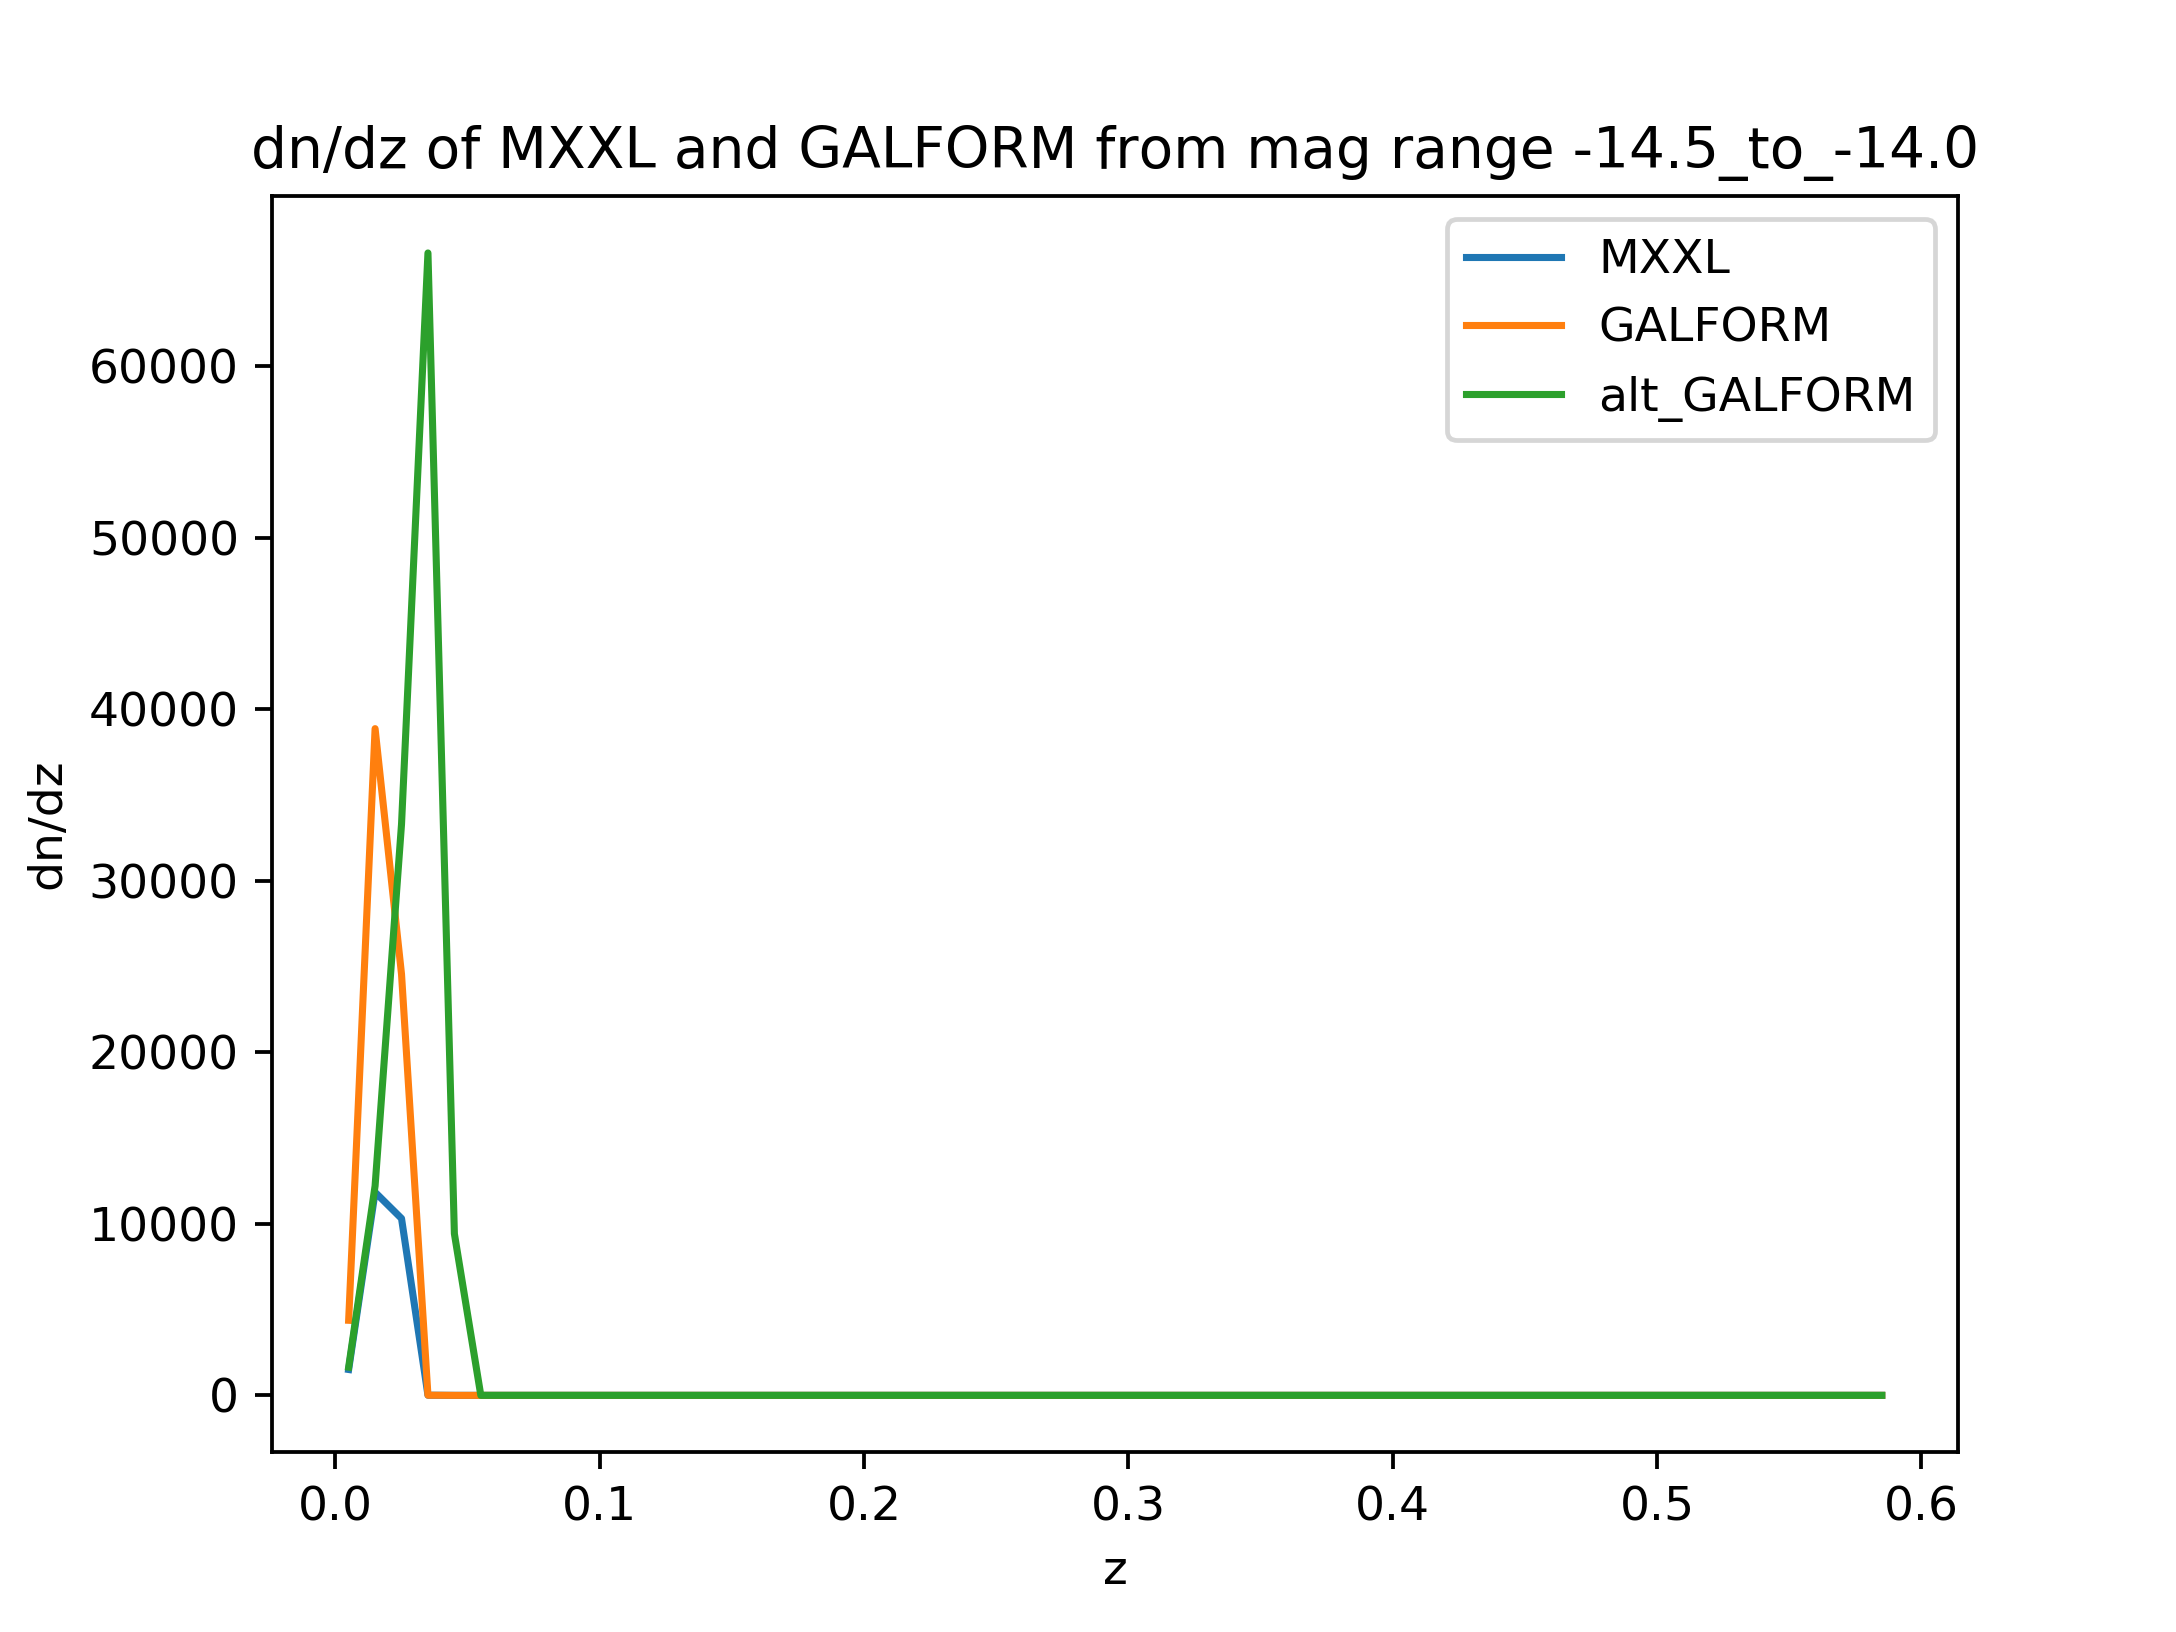 dn/dz of MXXL and GALFORM from mag range -14.5_to_-14.0
MXXL
GALFORM
alt_GALFORM
60000
50000
40000
30000
20000
10000
0
dn/dz
0.0 0.1 0.2 0.3 0.4 0.5 0.6
z